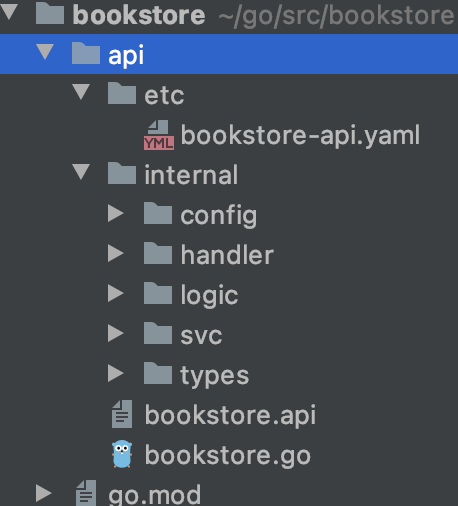 bookstore ~/go/src/bookstore
api
etc
YML bookstore-api.yaml
internal
config
handler
logic
svc
types
bookstore.api
bookstore.go
go.mod